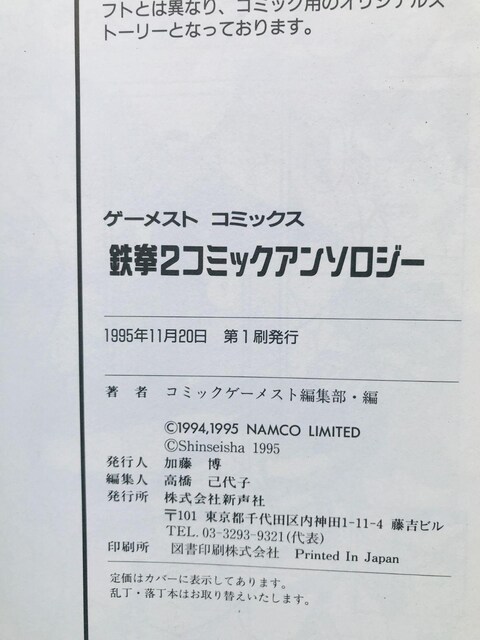 フトとは異なり、コミック用のオリジナルス
トーリーとなっております。
ゲーメスト コミックス
鉄拳2コミックアンソロジー
1995年11月20日 第1刷発行
著 者 コミックゲーメスト編集部・編
©1994,1995 NAMCO LIMITED
©Shinseisha 1995
発行人 加藤 博
編集人 高橋 己代子
発行所 株式会社新声社
〒101 東京都千代田区内神田1-11-4 藤吉ビル
TEL. 03-3293-9321(代表)
印刷所 図書印刷株式会社 Printed In Japan
定価はカバーに表示してあります。
乱丁・落丁本はお取り替えいたします。